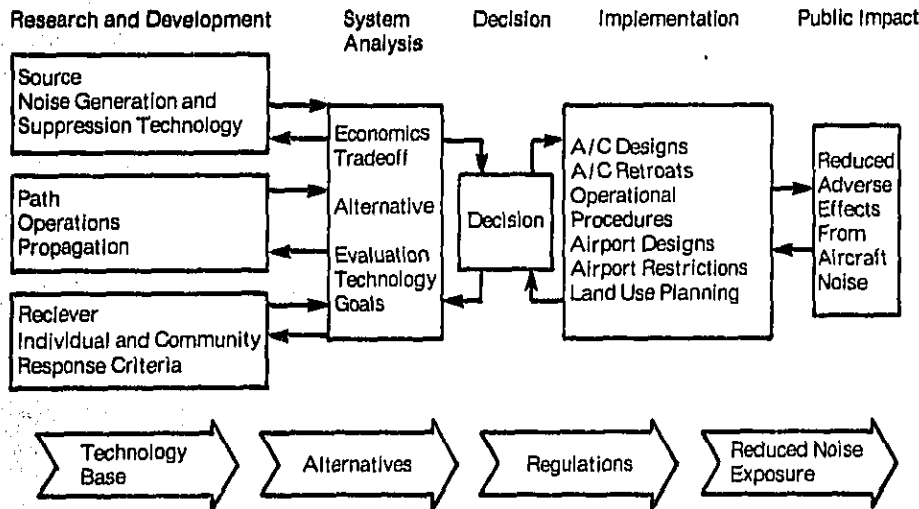 Research and Development
System
Analysis
Decision
Implementation
Public Impact
Source
Noise Generation and
Suppression Technology
Path
Operations
Propagation
Reciever
Individual and Community
Response Criteria
Economics
Tradeoff
Alternative
Evaluation
Technology
Goals
Decision
A/C Designs
A/C Retroats
Operational
Procedures
Airport Designs
Airport Restrictions
Land Use Planning
Reduced
Adverse
Effects
From
Aircraft
Noise
Technology
Base
Alternatives
Regulations
Reduced Noise
Exposure